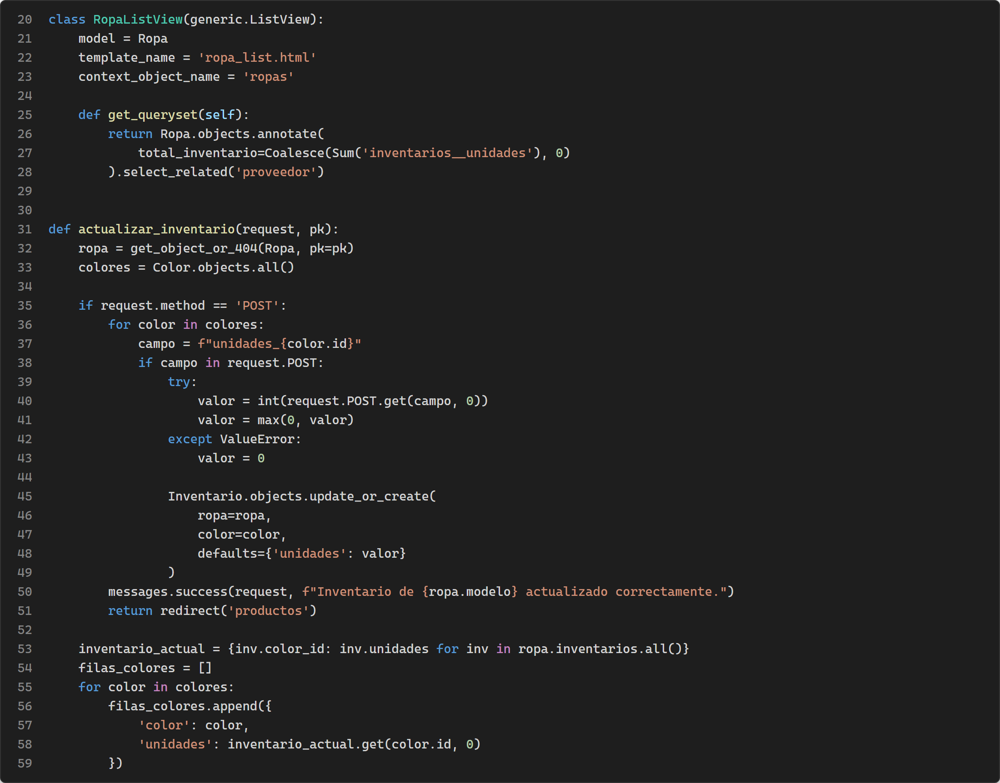 20 class RopaListView(generic.ListView):
21     model = Ropa
22     template_name = 'ropa_list.html'
23     context_object_name = 'ropas'
24
25     def get_queryset(self):
26         return Ropa.objects.annotate(
27             total_inventario=Coalesce(Sum('inventarios__unidades'), 0)
28         ).select_related('proveedor')
29
30
31 def actualizar_inventario(request, pk):
32     ropa = get_object_or_404(Ropa, pk=pk)
33     colores = Color.objects.all()
34
35     if request.method == 'POST':
36         for color in colores:
37             campo = f"unidades_{color.id}"
38             if campo in request.POST:
39                 try:
40                     valor = int(request.POST.get(campo, 0))
41                     valor = max(0, valor)
42                 except ValueError:
43                     valor = 0
44
45                 Inventario.objects.update_or_create(
46                     ropa=ropa,
47                     color=color,
48                     defaults={'unidades': valor}
49                 )
50         messages.success(request, f"Inventario de {ropa.modelo} actualizado correctamente.")
51         return redirect('productos')
52
53     inventario_actual = {inv.color_id: inv.unidades for inv in ropa.inventarios.all()}
54     filas_colores = []
55     for color in colores:
56         filas_colores.append({
57             'color': color,
58             'unidades': inventario_actual.get(color.id, 0)
59         })